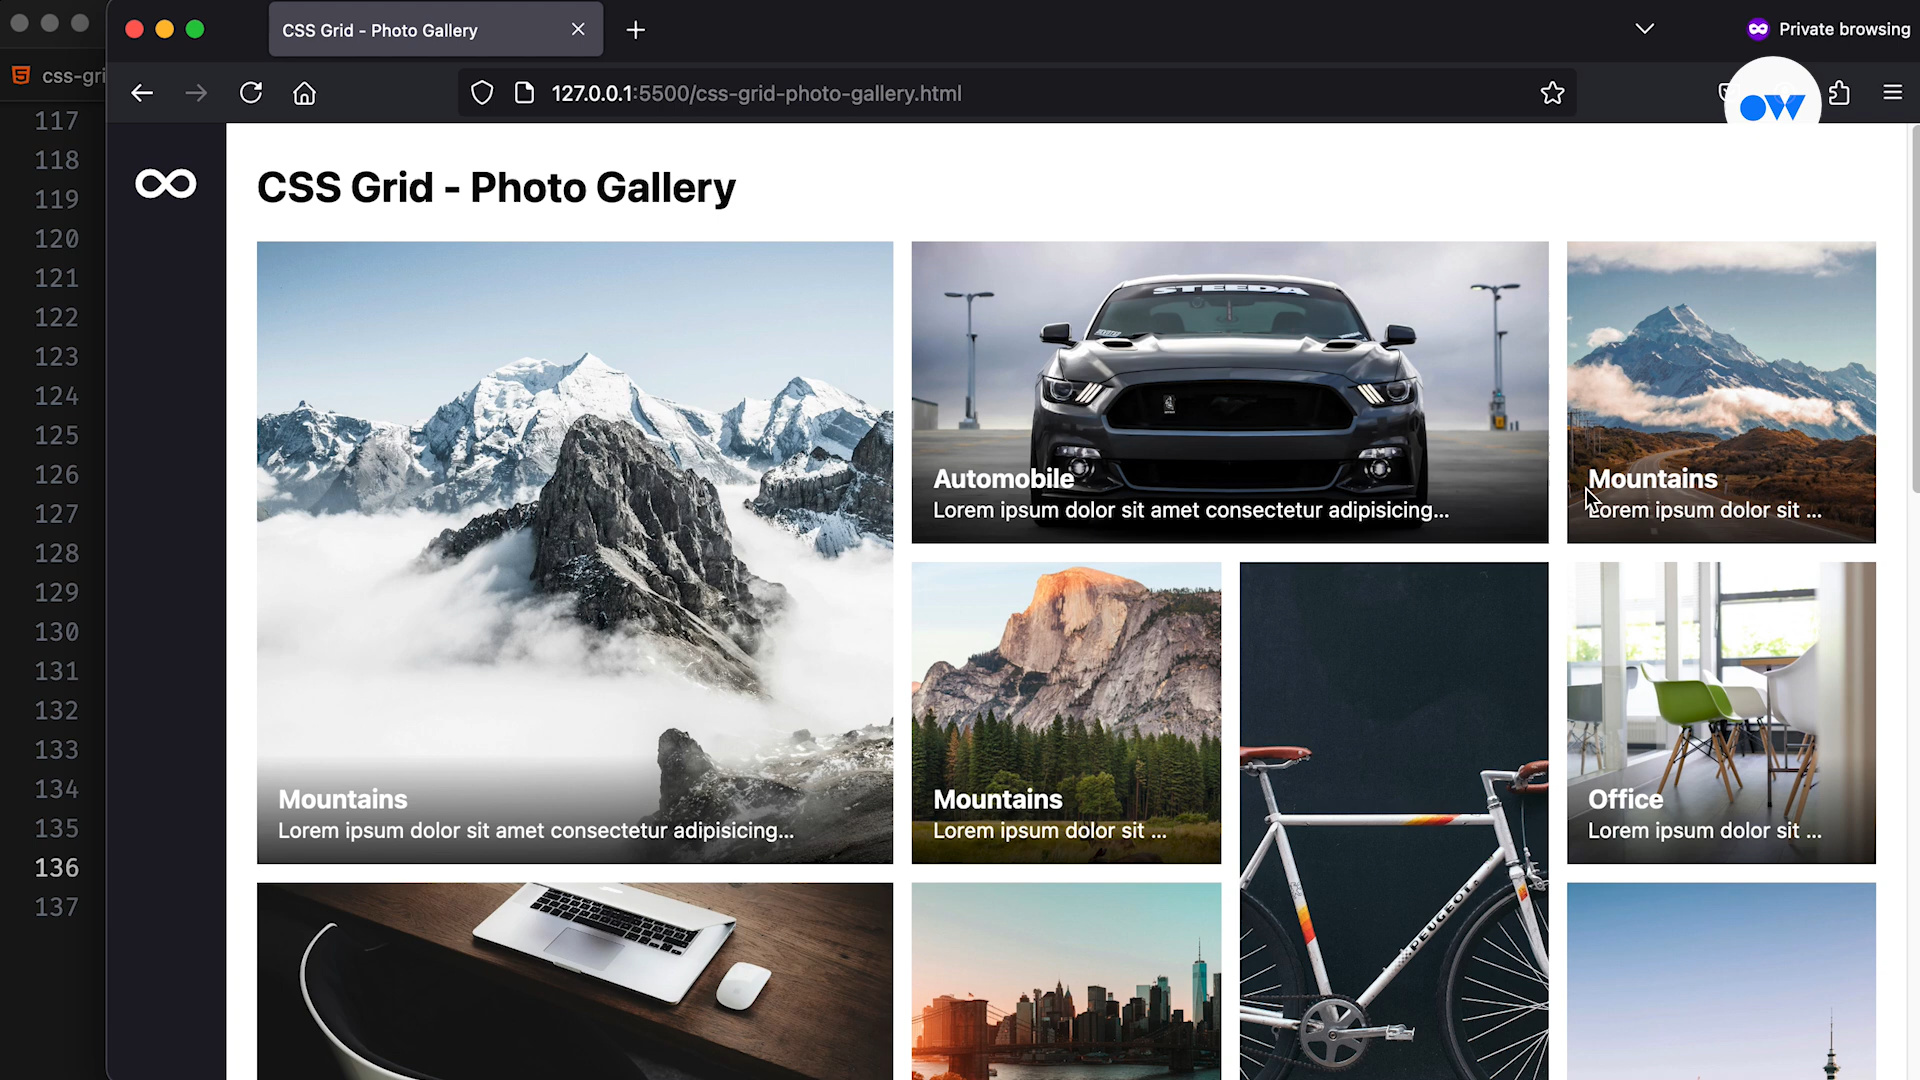 CSS Grid - Photo Gallery
Private browsing
css-gri
127.0.0.1:5500/css-grid-photo-gallery.html
OW
117
118
119
120
121
122
123
124
125
126
127
128
129
130
131
132
133
134
135
136
137
CSS Grid - Photo Gallery
STEEDA
Automobile
Lorem ipsum dolor sit amet consectetur adipisicing...
Mountains
Lorem ipsum dolor sit ...
Mountains
Lorem ipsum dolor sit amet consectetur adipisicing...
Mountains
Lorem ipsum dolor sit ...
Office
Lorem ipsum dolor sit ...
PEUGEOT